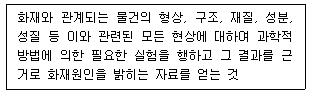 화재와 관계되는 물건의 형상, 구조, 재질, 성분,
성질 등 이와 관련된 모든 현상에 대하여 과학적
방법에 의한 필요한 실험을 행하고 그 결과를 근
거로 화재원인을 밝히는 자료를 얻는 것